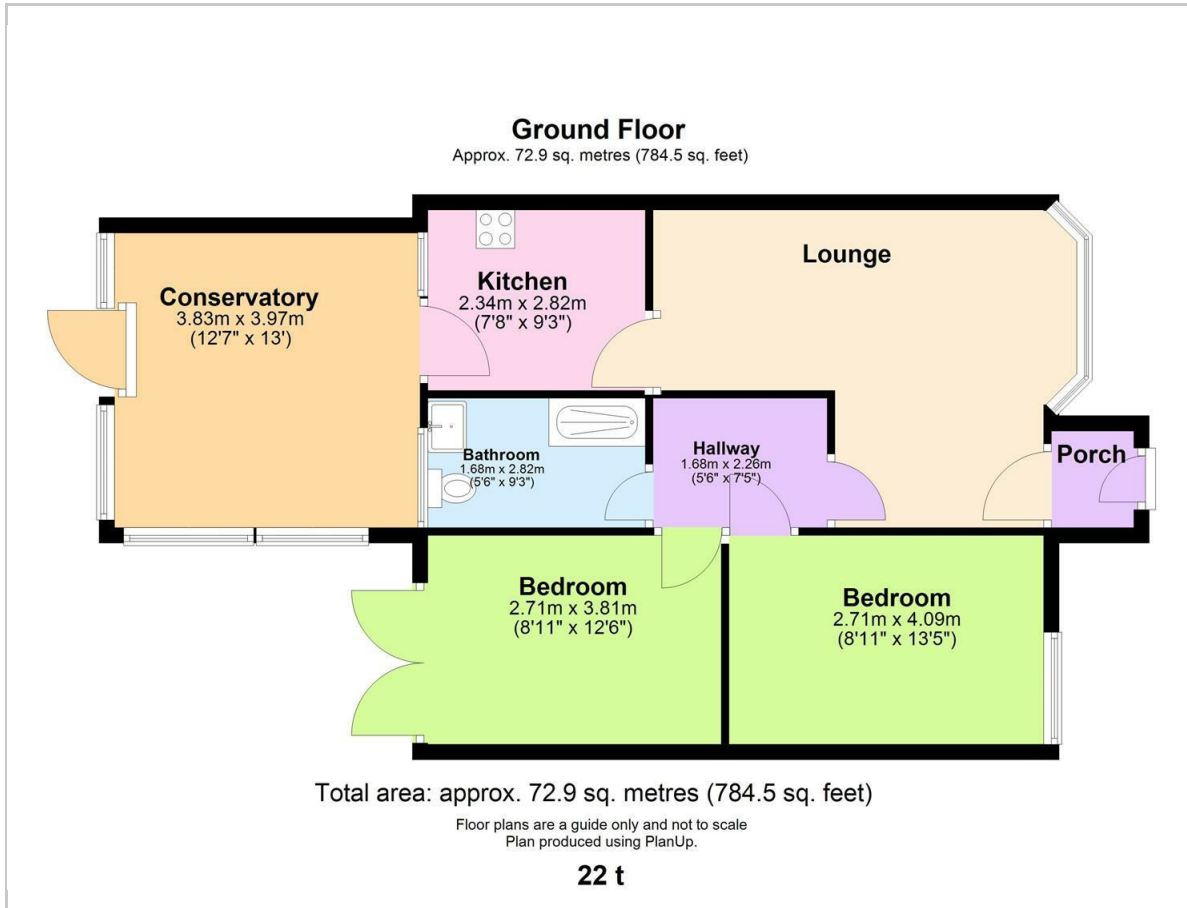 Ground Floor
Approx. 72.9 sq. metres (784.5 sq. feet)
Conservatory
3.83m x 3.97m
(12'7" x 13')
Kitchen
2.34m x 2.82m
(7'8" x 9'3")
Lounge
Bathroom
1.68m x 2.82m
(5'6" x 9'3")
Hallway
1.68m x 2.26m
(5'6" x 7'5")
Porch
Bedroom
2.71m x 3.81m
(8'11" x 12'6")
Bedroom
2.71m x 4.09m
(8'11" x 13'5")
Total area: approx. 72.9 sq. metres (784.5 sq. feet)
Floor plans are a guide only and not to scale
Plan produced using PlanUp.
22 t